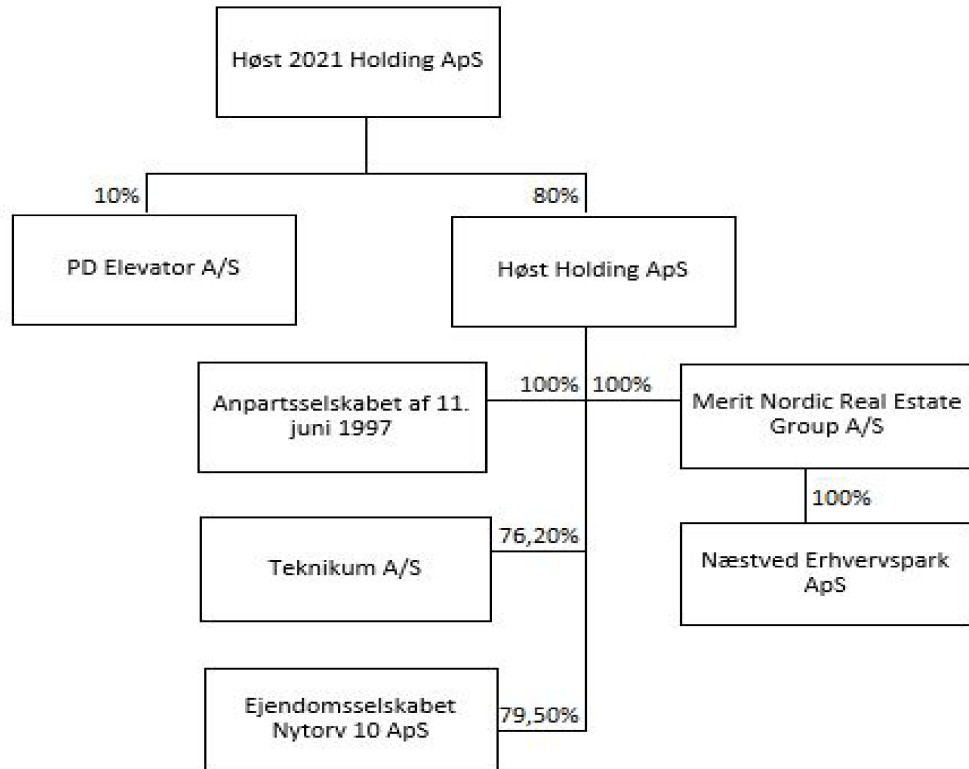 Høst 2021 Holding ApS
10%
80%
PD Elevator A/S
Høst Holding ApS
100%
100%
Anpartsselskabet af 11.
juni 1997
Merit Nordic Real Estate
Group A/S
100%
76,20%
Teknikum A/S
Næstved Erhvervspark
ApS
79,50%
Ejendomsselskabet
Nytorv 10 ApS